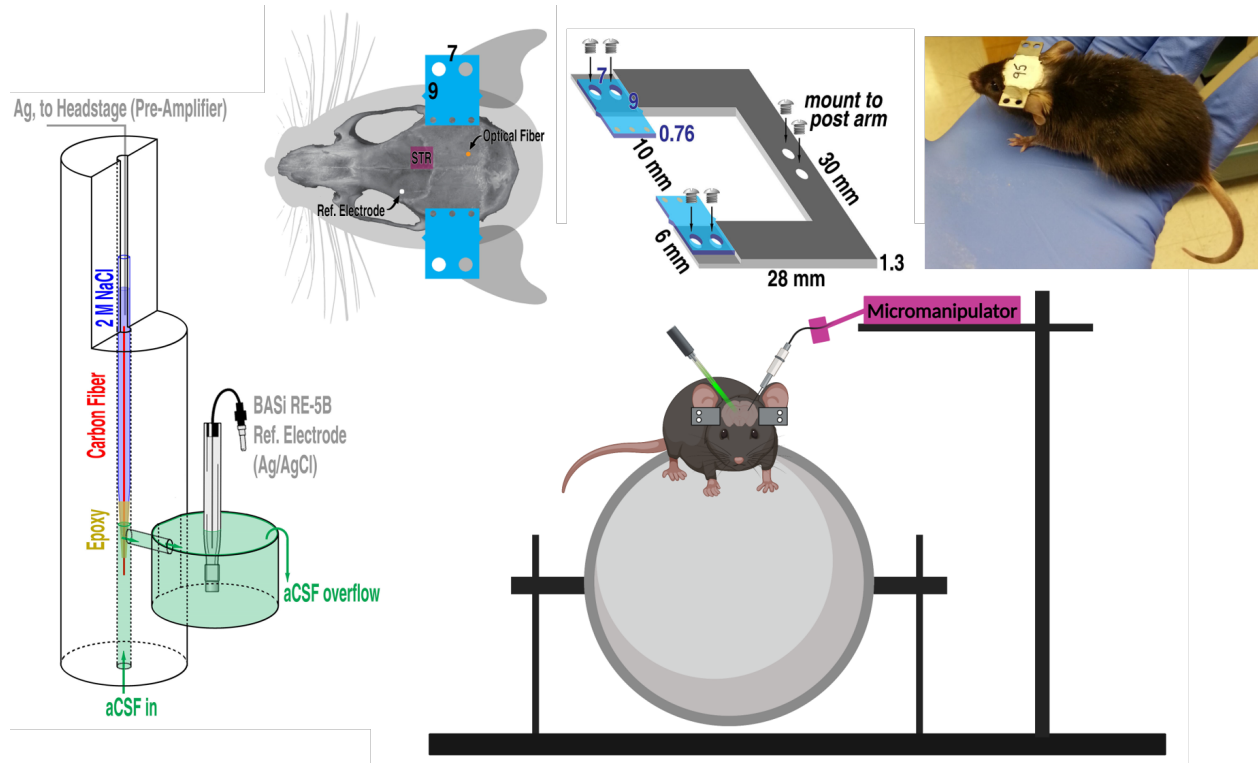 Ag, to Headstage (Pre-Amplifier)
2 M NaCl
Carbon Fiber
Epoxy
BASi RE-5B
Ref. Electrode
(Ag/AgCl)
aCSF overflow
aCSF in
7
9
Optical Fiber
STR
Ref. Electrode
7
9
0.76
10 mm
6 mm
28 mm
1.3
30 mm
mount to
post arm
95
Micromanipulator